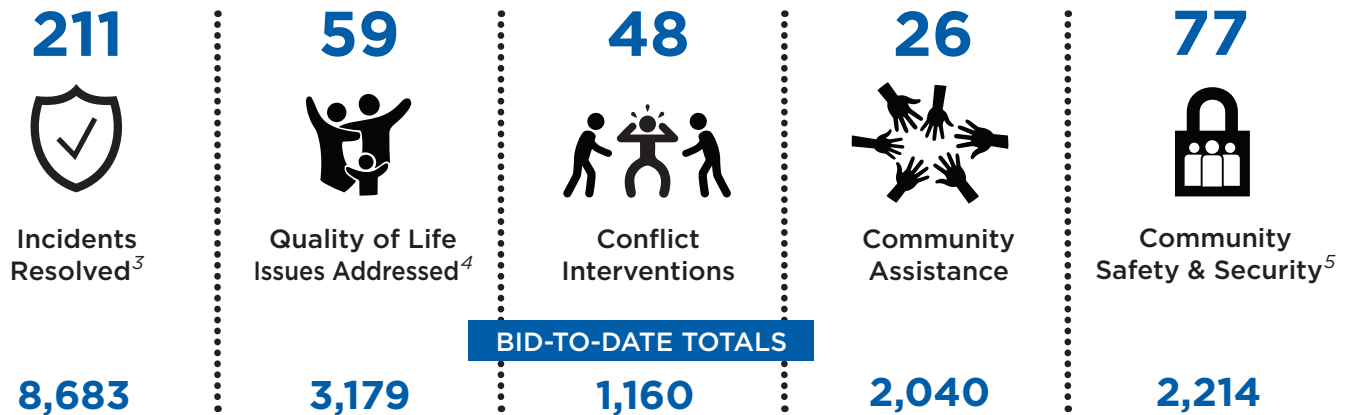 211
59
48
26
77
Incidents
Resolved3
Quality of Life
Issues Addressed4
Conflict
Interventions
Community
Assistance
Community
Safety & Security5
BID-TO-DATE TOTALS
8,683
3,179
1,160
2,040
2,214